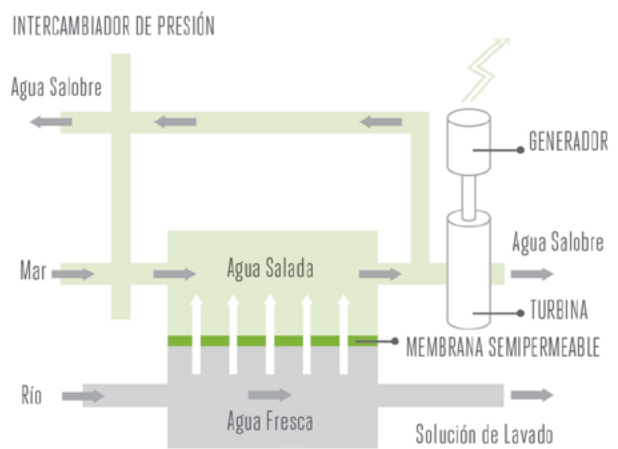 INTERCAMBIADOR DE PRESIÓN
Agua Salobre
GENERADOR
Mar
Agua Salada
Agua Salobre
TURBINA
MEMBRANA SEMIPERMEABLE
Río
Agua Fresca
Solución de Lavado